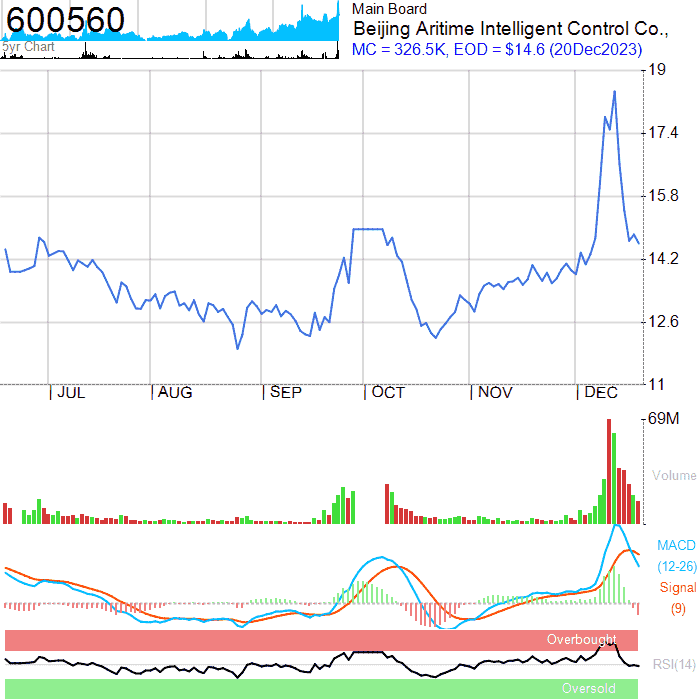 600560
5yr Chart
Main Board
Beijing Aritime Intelligent Control Co.,
MC = 326.5K, EOD = $14.6 (20Dec2023)
19
17.4
15.8
14.2
12.6
11
JUL
AUG
SEP
OCT
NOV
DEC
69M
Volume
MACD
(12-26)
Signal
(9)
Overbought
RSI(14)
Oversold